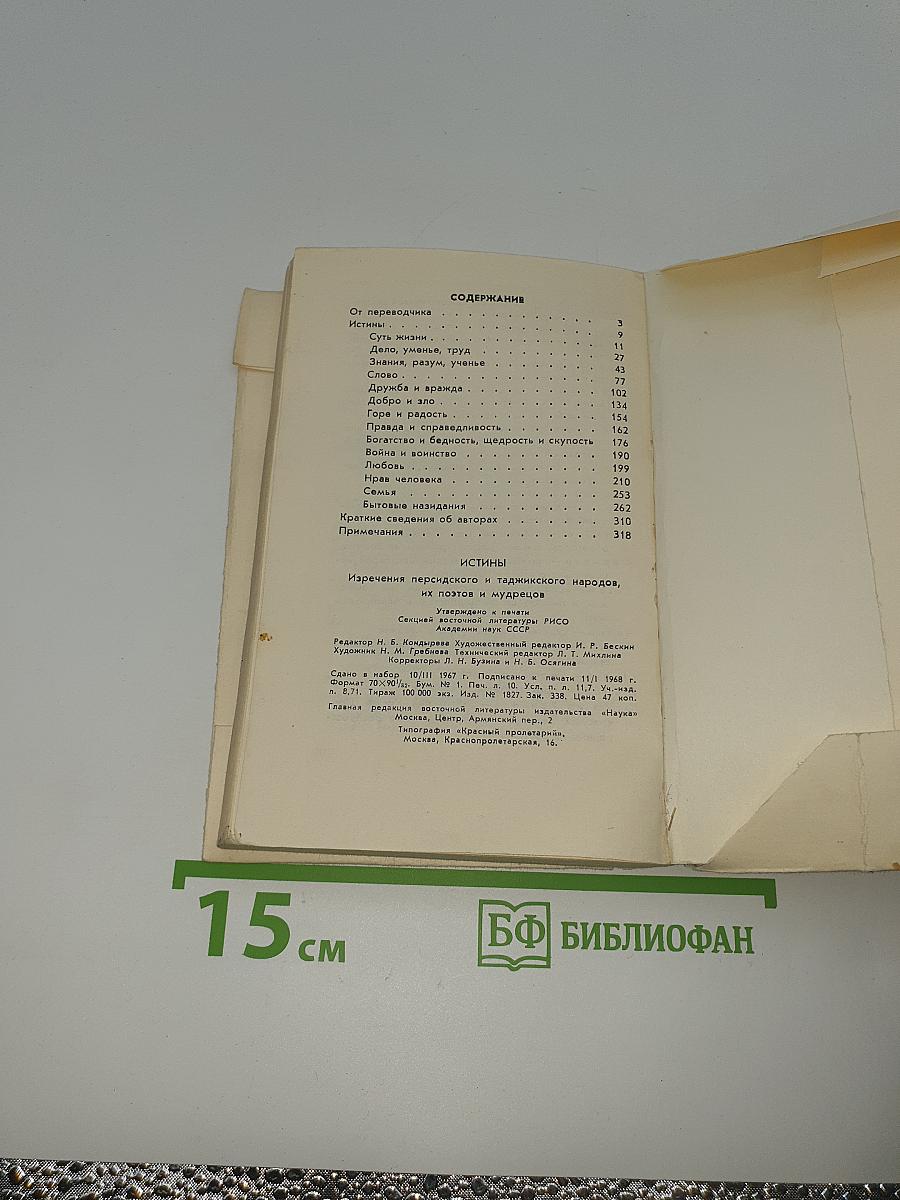 СОДЕРЖАНИЕ
От переводчика . . . . . . . . . . . 3
Истины . . . . . . . . . . . . . . 9
Суть жизни . . . . . . . . . . . . 11
Дело, уменье, труд . . . . . . . . . 27
Знания, разум, ученье . . . . . . . . 43
Слово . . . . . . . . . . . . . . 77
Дружба и вражда . . . . . . . . . . 102
Добро и зло . . . . . . . . . . . . 134
Горе и радость . . . . . . . . . . . 154
Правда и справедливость . . . . . . . 162
Богатство и бедность, щедрость и скупость 176
Война и воинство . . . . . . . . . . 190
Любовь . . . . . . . . . . . . . . 199
Нрав человека . . . . . . . . . . . 210
Семья . . . . . . . . . . . . . . 253
Бытовые назидания . . . . . . . . . 262
Краткие сведения об авторах . . . . . . 310
Примечания . . . . . . . . . . . . . 318
ИСТИНЫ
Изречения персидского и таджикского народов,
их поэтов и мудрецов
Утверждено к печати
Секцией восточной литературы РИСО
Академии наук СССР
Редактор Н. Б. Кондырева Художественный редактор И. Р. Бескин
Художник Н. М. Гребнова Технический редактор Л. Т. Михлина
Корректоры Л. Н. Бузина и Н. Б. Осягина
Сдано в набор 10/III 1967 г. Подписано к печати 11/I 1968 г.
Формат 70×90¹/₃₂. Бум. № 1. Печ. л. 10. Усл. п. л. 11,7. Уч.-изд.
л. 8,71. Тираж 100 000 экз. Изд. № 1827. Зак. 338. Цена 47 коп.
Главная редакция восточной литературы издательства «Наука»
Москва, Центр, Армянский пер., 2
Типография «Красный пролетарий».
Москва, Краснопролетарская, 16.
15 см
БФ БИБЛИОФАН